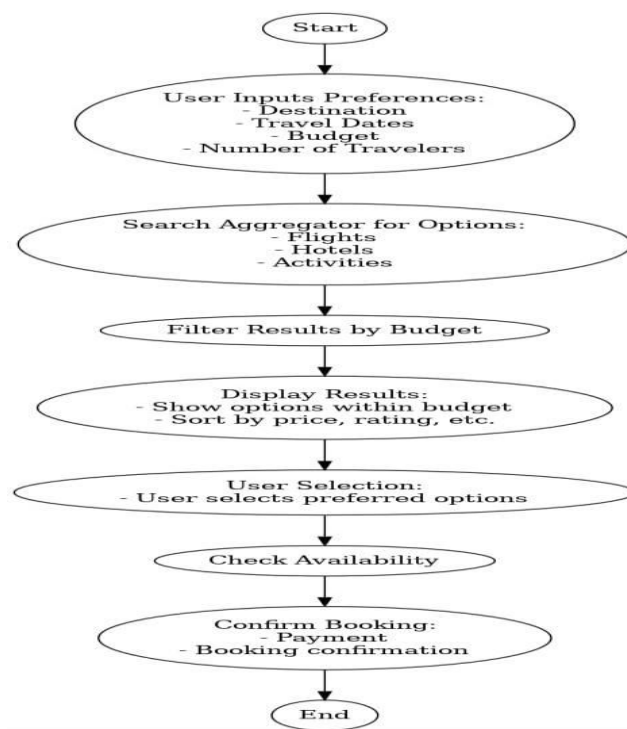 Start
User Inputs Preferences:
- Destination
- Travel Dates
- Budget
- Number of Travelers
Search Aggregator for Options:
- Flights
- Hotels
- Activities
Filter Results by Budget
Display Results:
- Show options within budget
- Sort by price, rating, etc.
User Selection:
- User selects preferred options
Check Availability
Confirm Booking:
- Payment
- Booking confirmation
End